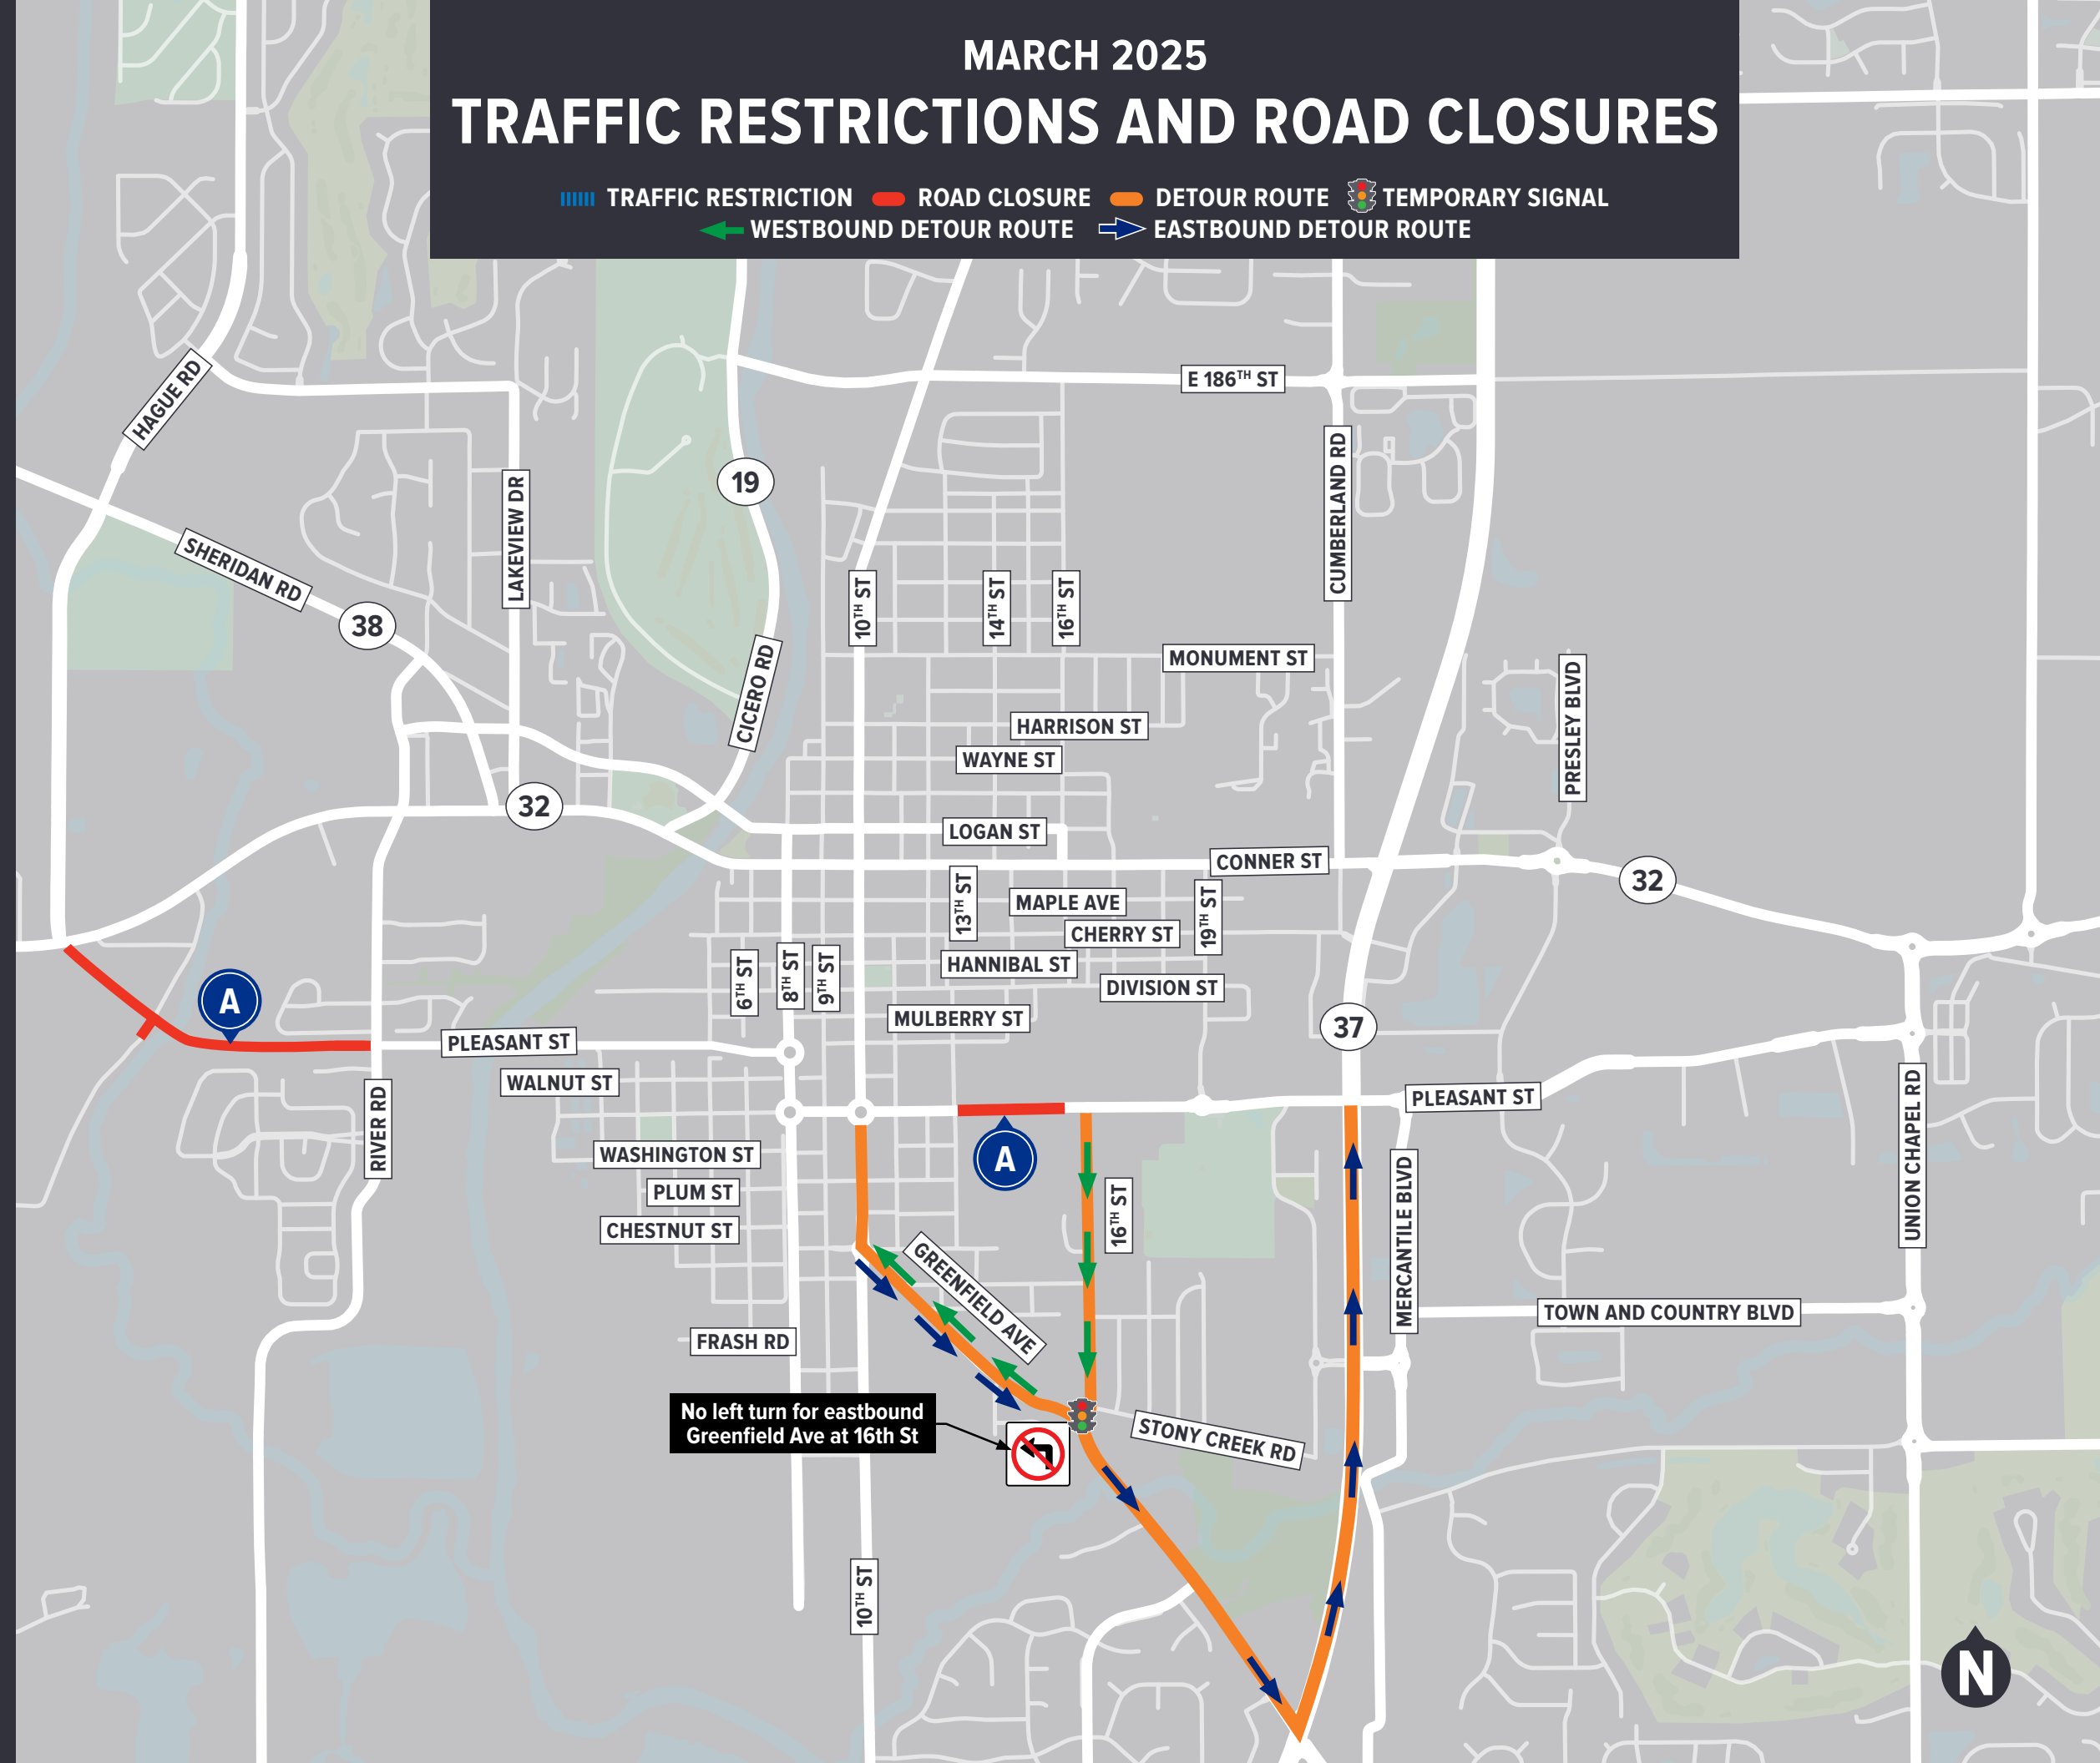 MARCH 2025
TRAFFIC RESTRICTIONS AND ROAD CLOSURES
TRAFFIC RESTRICTION ROAD CLOSURE DETOUR ROUTE TEMPORARY SIGNAL
WESTBOUND DETOUR ROUTE EASTBOUND DETOUR ROUTE
HAGUE RD
E 186TH ST
SHERIDAN RD
LAKEVIEW DR
19
CUMBERLAND RD
38
10TH ST
14TH ST
16TH ST
CICERO RD
MONUMENT ST
PRESLEY BLVD
HARRISON ST
WAYNE ST
32
LOGAN ST
CONNER ST
32
13TH ST
MAPLE AVE
19TH ST
CHERRY ST
HANNIBAL ST
6TH ST
8TH ST
9TH ST
DIVISION ST
A
MULBERRY ST
37
PLEASANT ST
WALNUT ST
PLEASANT ST
RIVER RD
UNION CHAPEL RD
WASHINGTON ST
A
PLUM ST
16TH ST
MERCANTILE BLVD
CHESTNUT ST
GREENFIELD AVE
TOWN AND COUNTRY BLVD
FRASH RD
No left turn for eastbound
Greenfield Ave at 16th St
STONY CREEK RD
10TH ST
N